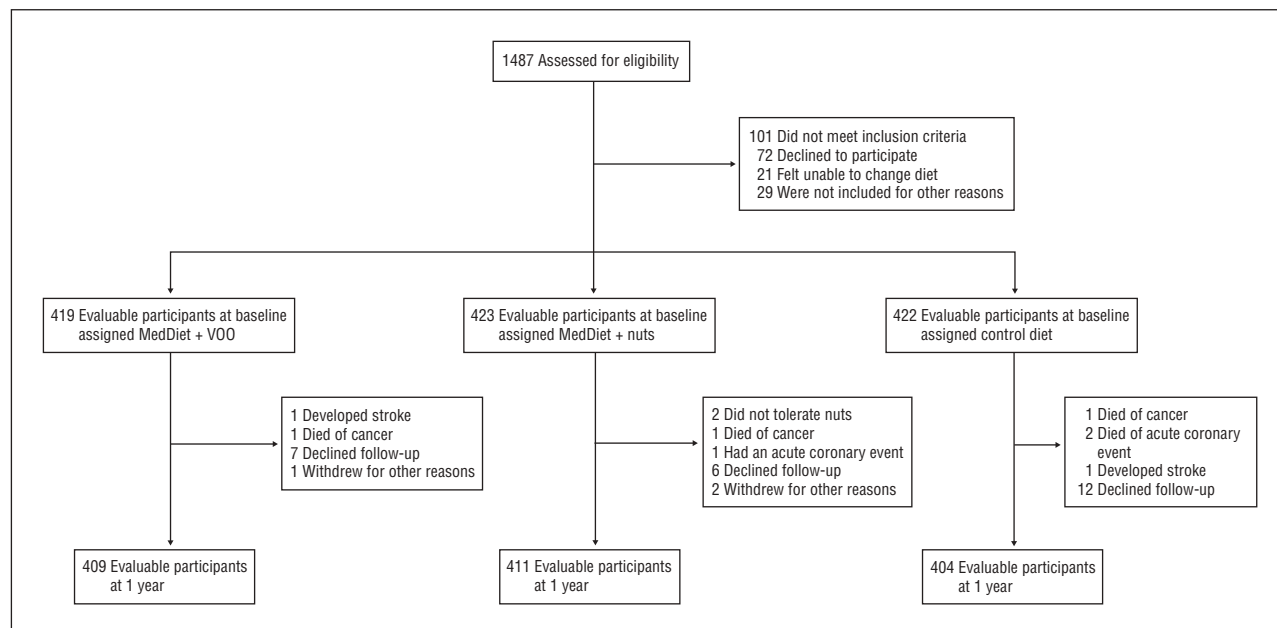 1487 Assessed for eligibility
101 Did not meet inclusion criteria
72 Declined to participate
21 Felt unable to change diet
29 Were not included for other reasons
419 Evaluable participants at baseline
assigned MedDiet + VOO
423 Evaluable participants at baseline
assigned MedDiet + nuts
422 Evaluable participants at baseline
assigned control diet
1 Developed stroke
1 Died of cancer
7 Declined follow-up
1 Withdrew for other reasons
2 Did not tolerate nuts
1 Died of cancer
1 Had an acute coronary event
6 Declined follow-up
2 Withdrew for other reasons
1 Died of cancer
2 Died of acute coronary
event
1 Developed stroke
12 Declined follow-up
409 Evaluable participants
at 1 year
411 Evaluable participants
at 1 year
404 Evaluable participants
at 1 year